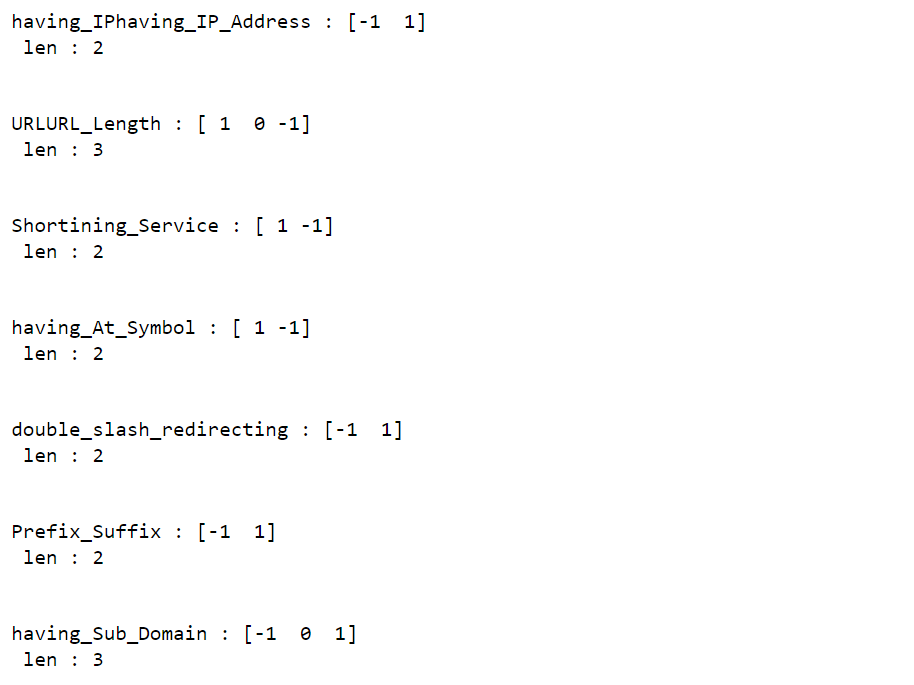 having_IPhaving_IP_Address : [-1  1]
 len : 2
URLURL_Length : [ 1  0 -1]
 len : 3
Shortining_Service : [ 1 -1]
 len : 2
having_At_Symbol : [ 1 -1]
 len : 2
double_slash_redirecting : [-1  1]
 len : 2
Prefix_Suffix : [-1  1]
 len : 2
having_Sub_Domain : [-1  0  1]
 len : 3